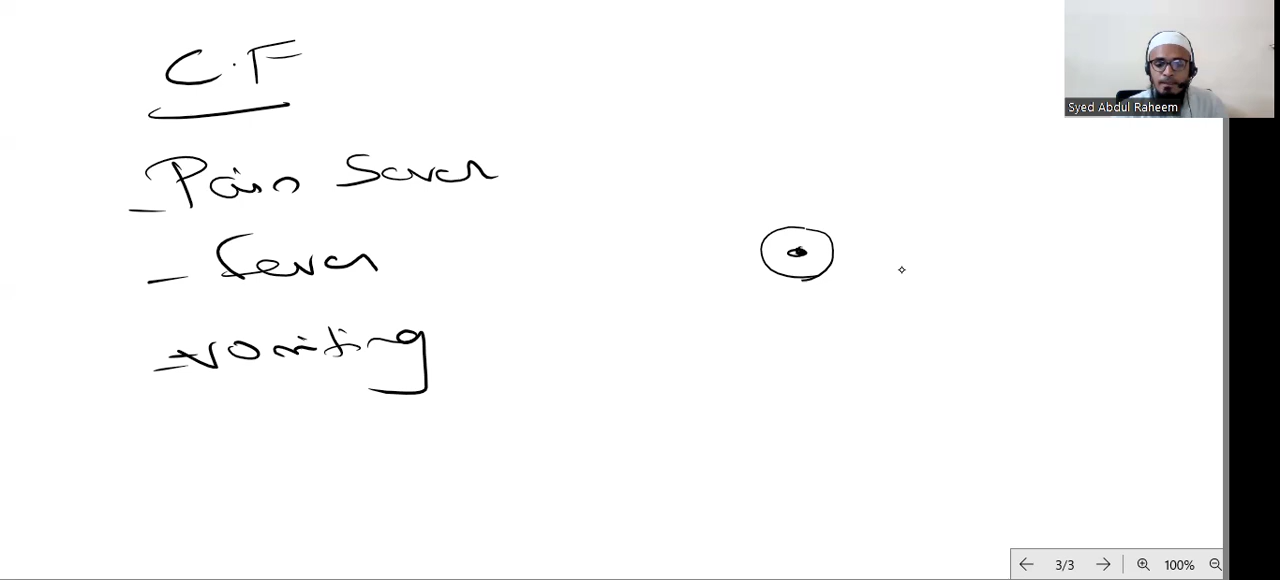 C.F
Syed Abdul Raheem
- Pain Sever
- fever
- vomiting
3/3 100%